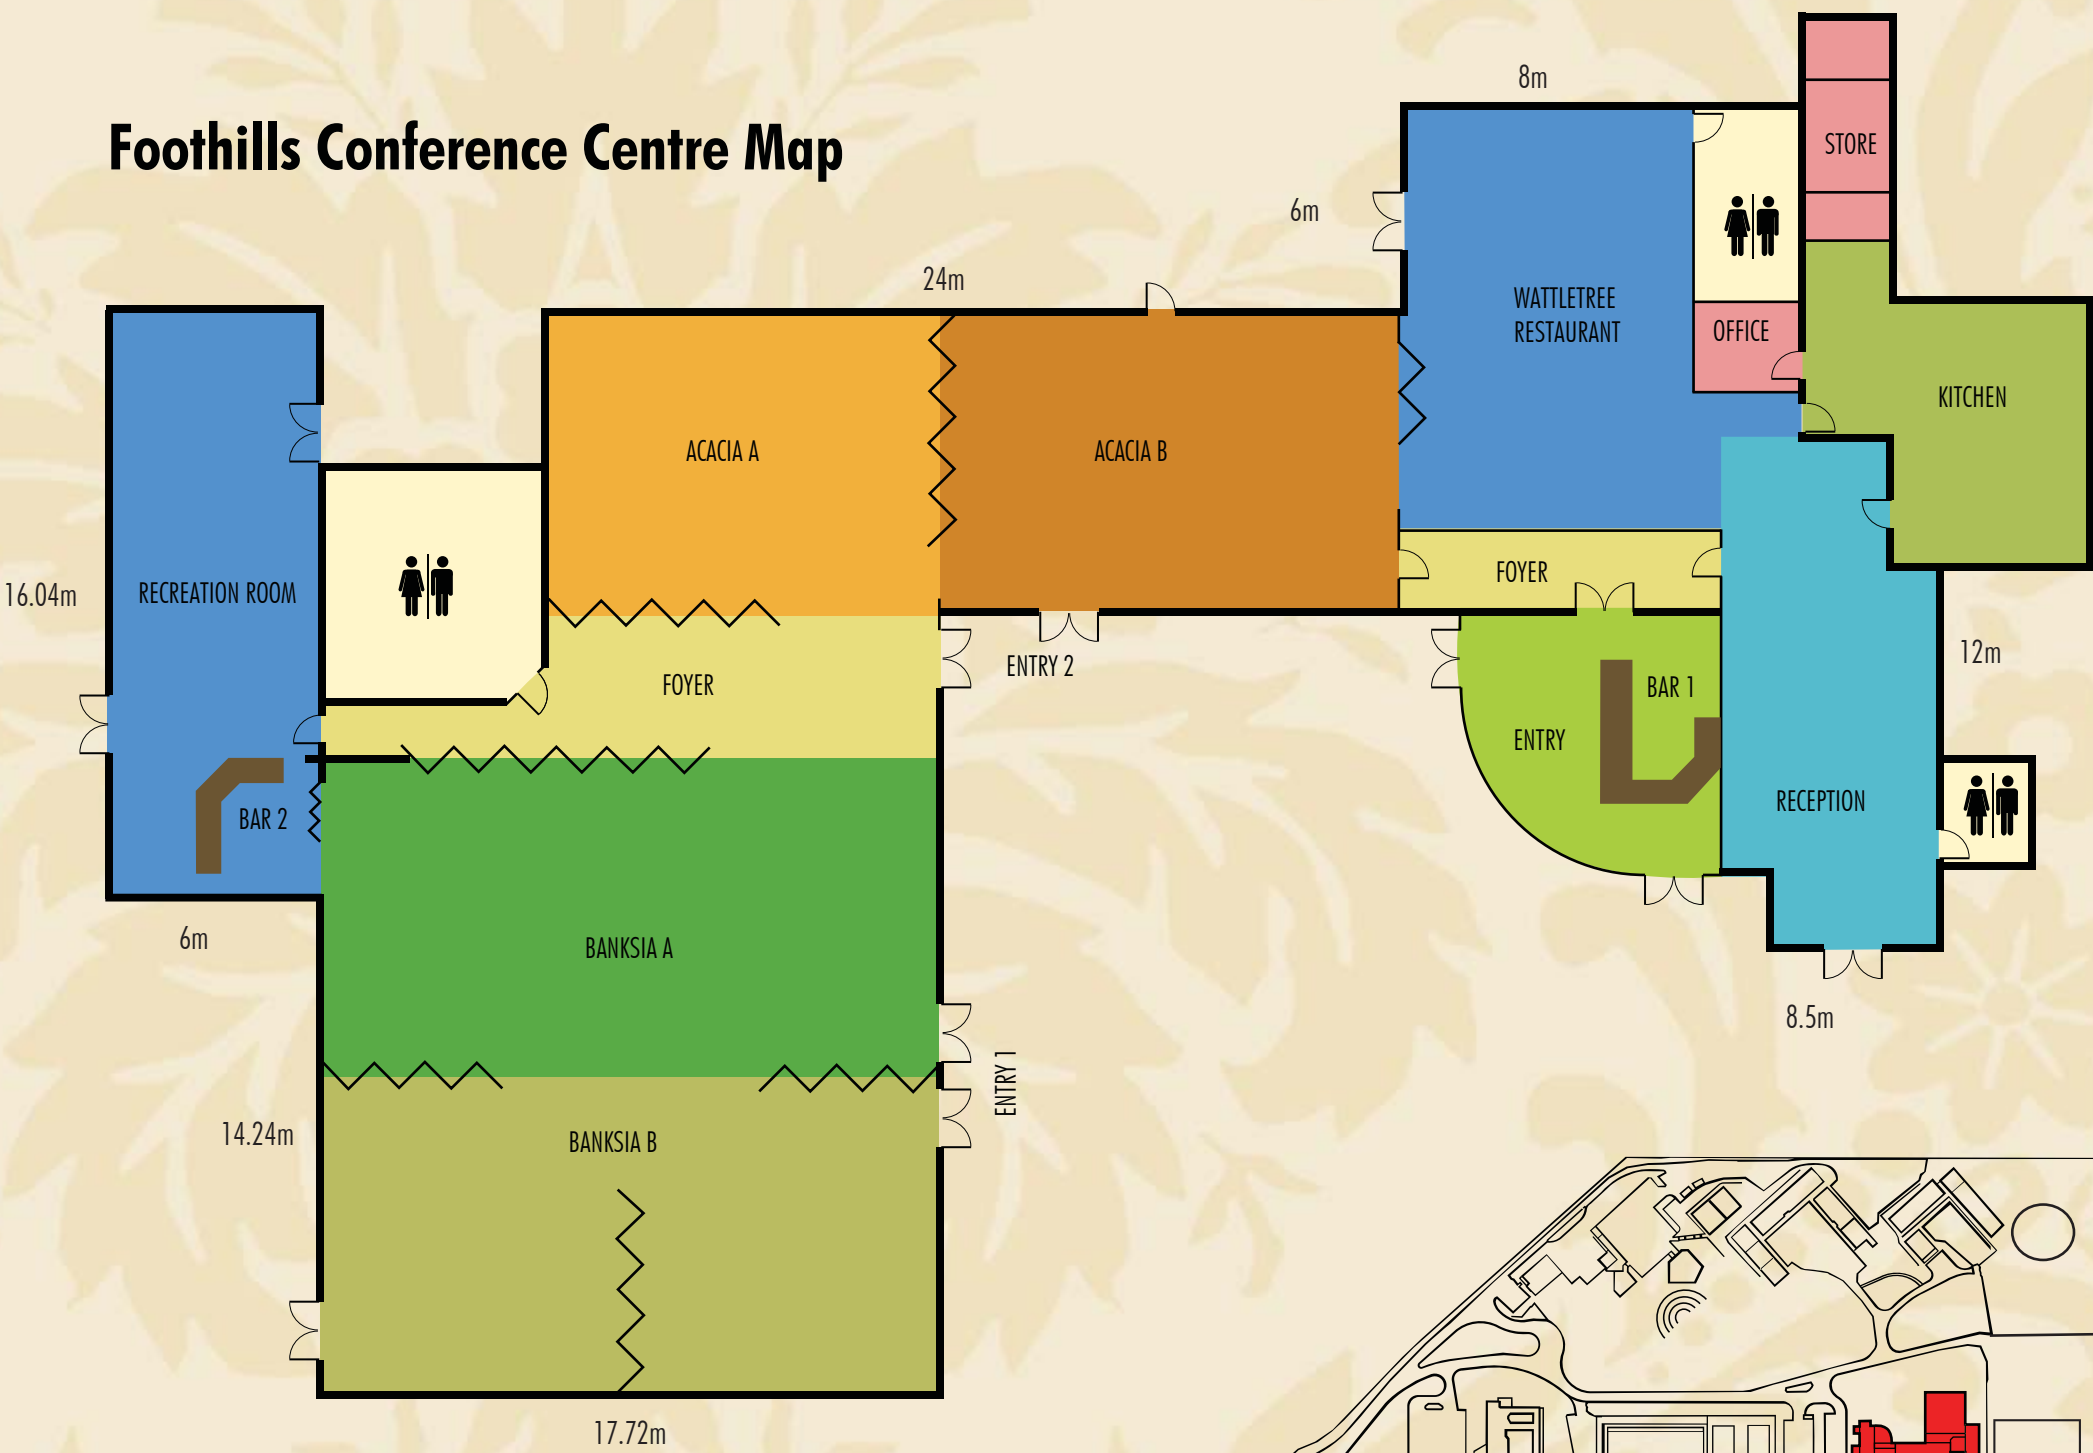 Foothills Conference Centre Map
8m
STORE
6m
24m
WATTLETREE
RESTAURANT
OFFICE
KITCHEN
ACACIA A
ACACIA B
16.04m
RECREATION ROOM
FOYER
12m
ENTRY 2
FOYER
BAR 1
ENTRY
RECEPTION
BAR 2
6m
BANKSIA A
8.5m
ENTRY 1
14.24m
BANKSIA B
17.72m